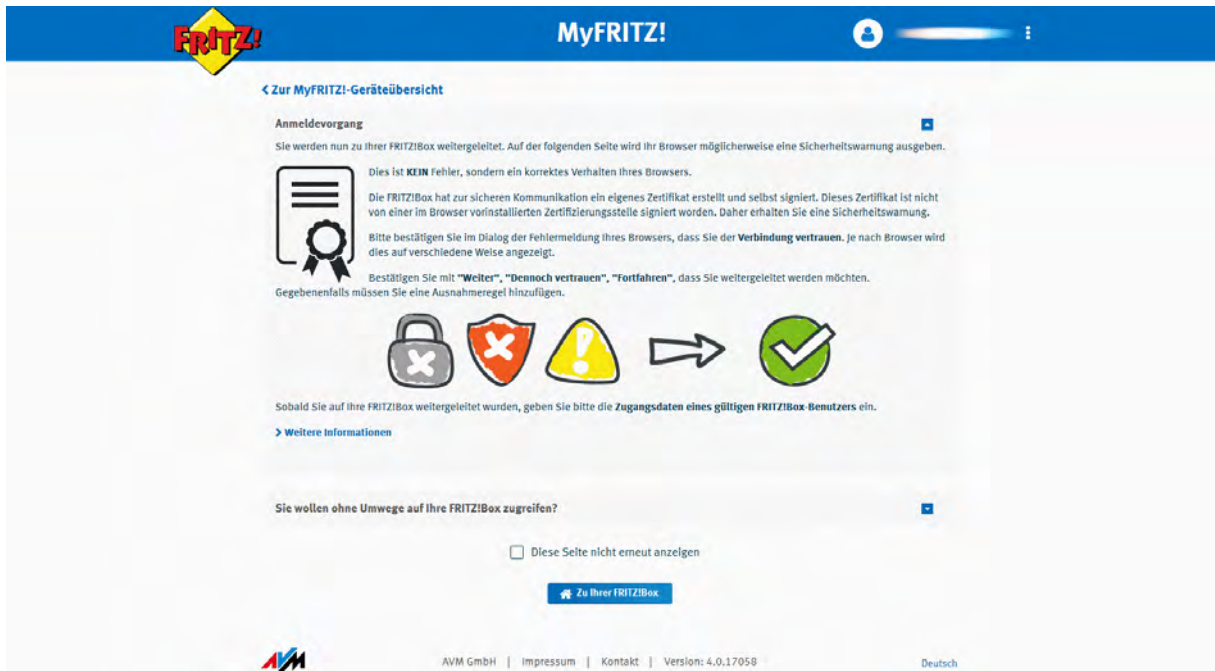 FRITZ!
MyFRITZ!
Zur MyFRITZ!-Geräteübersicht
Anmeldevorgang
Sie werden nun zu Ihrer FRITZ!Box weitergeleitet. Auf der folgenden Seite wird Ihr Browser möglicherweise eine Sicherheitswarnung ausgeben.
Dies ist KEIN Fehler, sondern ein korrektes Verhalten Ihres Browsers.
Die FRITZ!Box hat zur sicheren Kommunikation ein eigenes Zertifikat erstellt und selbst signiert. Dieses Zertifikat ist nicht
von einer im Browser vorinstallierten Zertifizierungsstelle signiert worden. Daher erhalten Sie eine Sicherheitswarnung.
Bitte bestätigen Sie im Dialog der Fehlermeldung Ihres Browsers, dass Sie der Verbindung vertrauen. Je nach Browser wird
dies auf verschiedene Weise angezeigt.
Bestätigen Sie mit "Weiter", "Dennoch vertrauen", "Fortfahren", dass Sie weitergeleitet werden möchten.
Gegebenenfalls müssen Sie eine Ausnahmeregel hinzufügen.
Sobald Sie auf Ihre FRITZ!Box weitergeleitet wurden, geben Sie bitte die Zugangsdaten eines gültigen FRITZ!Box-Benutzers ein.
Weitere Informationen
Sie wollen ohne Umwege auf Ihre FRITZ!Box zugreifen?
Diese Seite nicht erneut anzeigen
Zu Ihrer FRITZ!Box
AVM
AVM GmbH | Impressum | Kontakt | Version: 4.0.17058
Deutsch